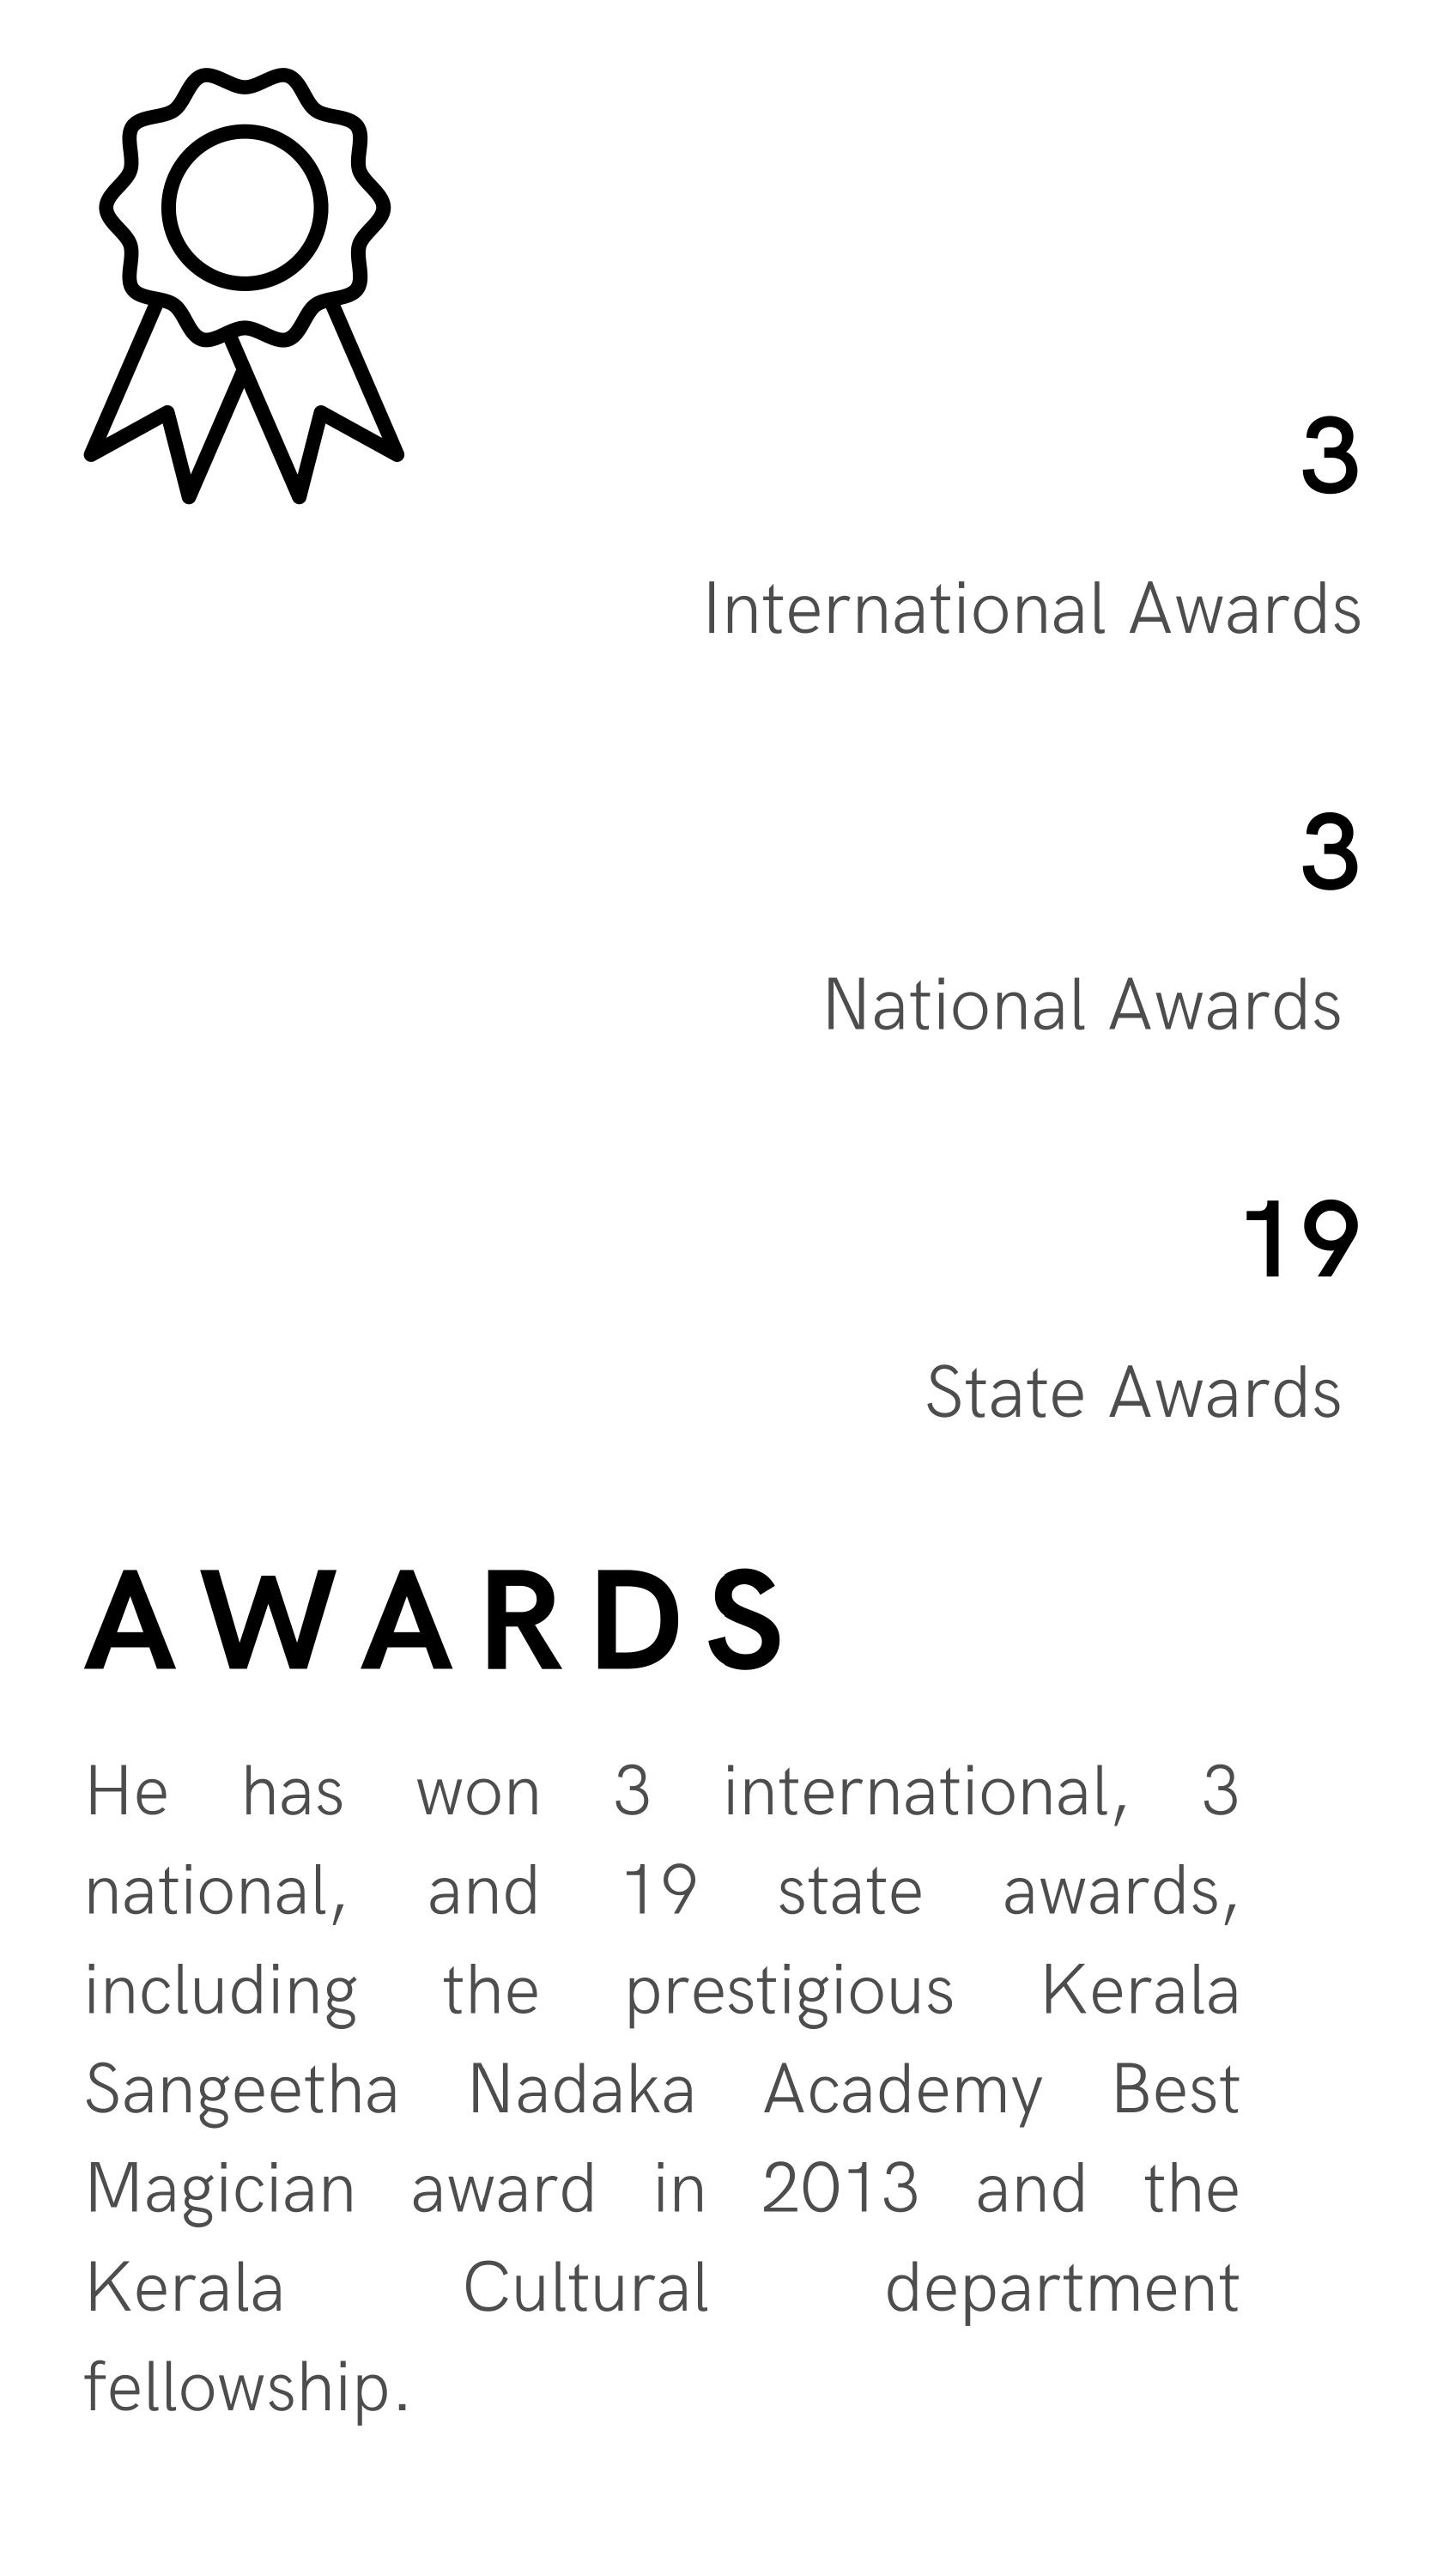 3
International Awards
3
National Awards
19
State Awards
AWARDS
He has won 3 international, 3
national, and 19 state awards,
including the prestigious Kerala
Sangeetha Nadaka Academy Best
Magician award in 2013 and the
Kerala Cultural department
fellowship.